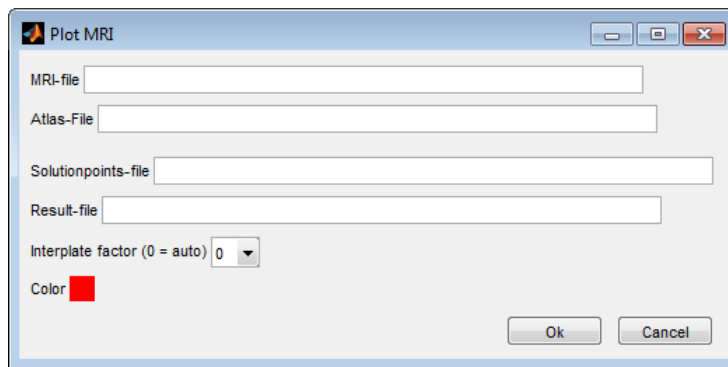 Plot MRI
MRI-file
Atlas-File
Solutionpoints-file
Result-file
Interplate factor (0 = auto) 0
Color
Ok Cancel